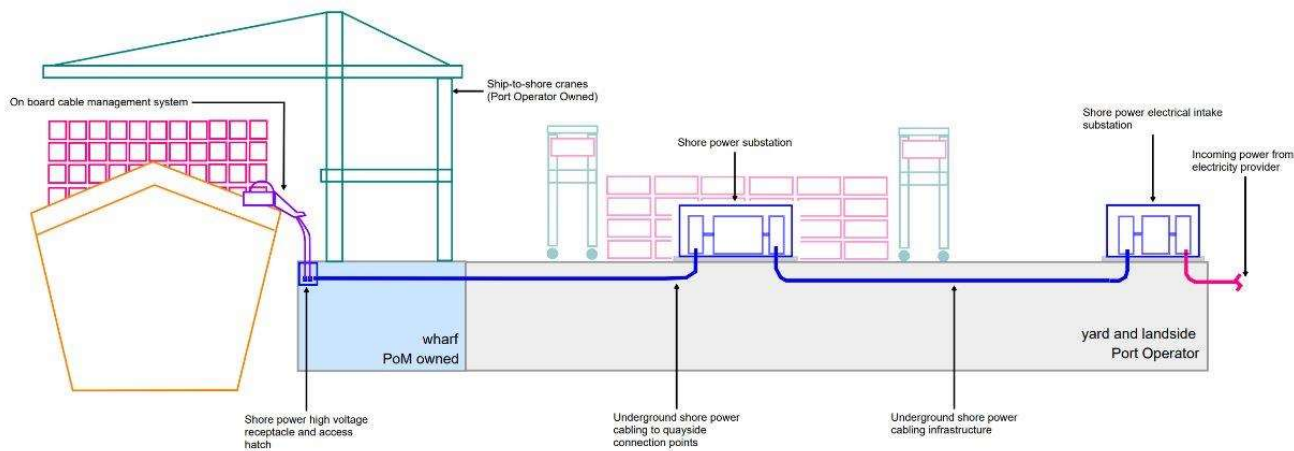 On board cable management system
Ship-to-shore cranes
(Port Operator Owned)
Shore power substation
Shore power electrical intake
substation
Incoming power from
electricity provider
wharf
PoM owned
yard and landside
Port Operator
Shore power high voltage
receptacle and access
hatch
Underground shore power
cabling to quayside
connection points
Underground shore power
cabling infrastructure